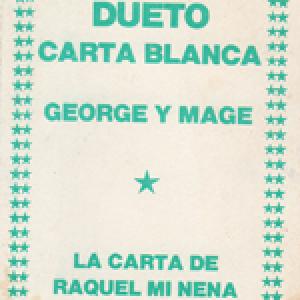 DUETO
CARTA BLANCA
GEORGE Y MAGE
LA CARTA DE
RAQUEL MI NENA